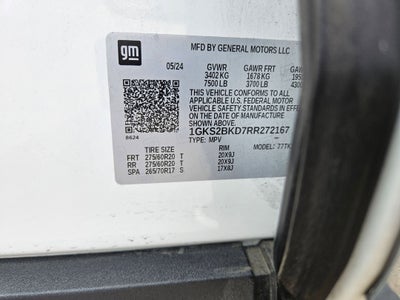 gm
MFD BY GENERAL MOTORS LLC
05/24 GVWR GAWR FRT
3402 KG 1678 KG
7500 LB 3700 LB
THIS VEHICLE CONFORMS TO ALL
APPLICABLE U.S. FEDERAL MOTOR
VEHICLE SAFETY STANDARDS IN EFFECT
ON THE DATE OF MANUFACTURE
SHOWN ABOVE.
1GKS2BKD7RR272167
TYPE: MPV MODEL:
TIRE SIZE RIM
FRT 275/60R20 T 20X9J
RR 275/60R20 T 20X9J
SPA 265/70R17 S 17X8J